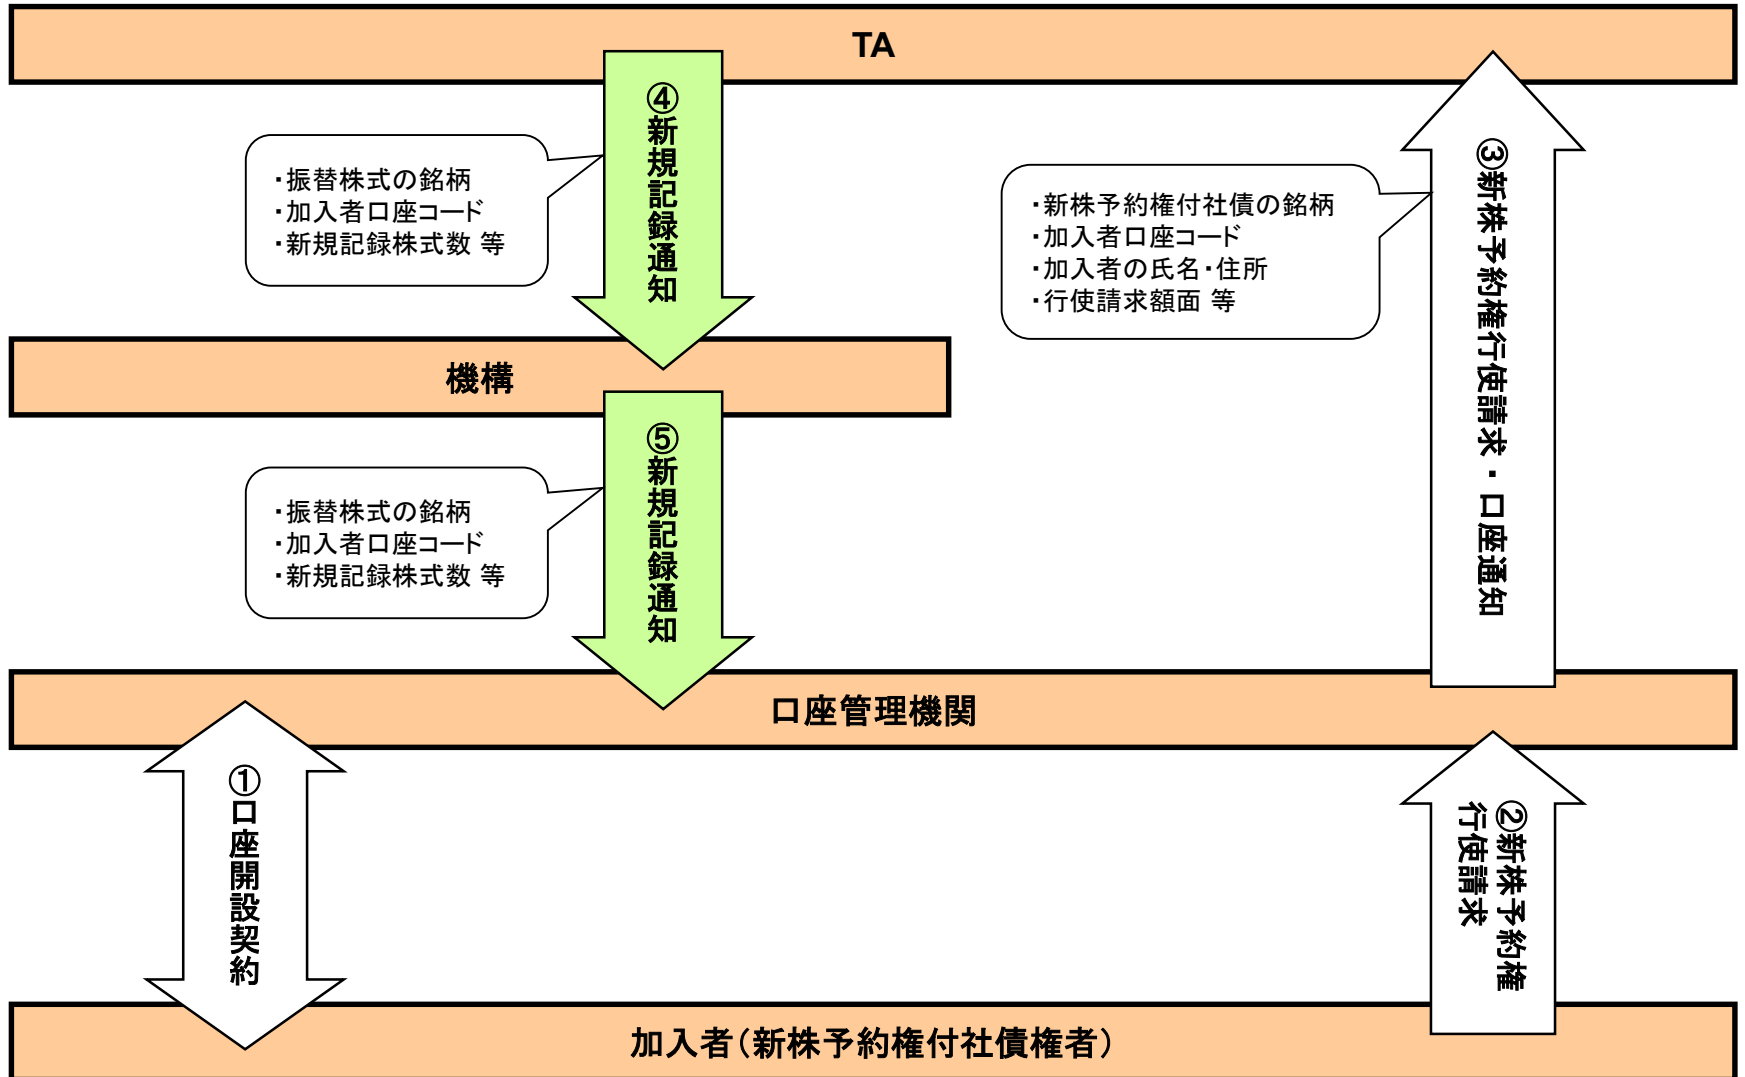 TA
④新規記録通知
・振替株式の銘柄
・加入者口座コード
・新規記録株式数 等
③新株予約権行使請求・口座通知
・新株予約権付社債の銘柄
・加入者口座コード
・加入者の氏名・住所
・行使請求額面 等
機構
⑤新規記録通知
・振替株式の銘柄
・加入者口座コード
・新規記録株式数 等
口座管理機関
①口座開設契約
②新株予約権
行使請求
加入者(新株予約権付社債権者)